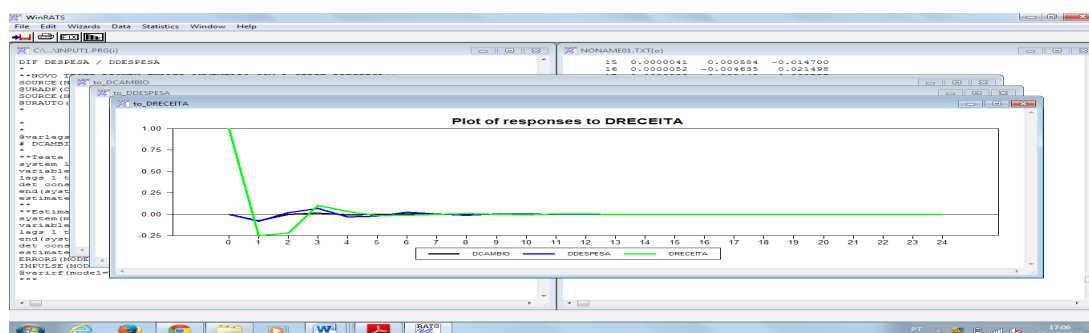 WinRATS
File Edit Wizards Data Statistics Window Help
C:\...\INPUT1.PRG(i)
NONAME01.TXT(o)
DIF DESPESA / DDESPESA
*
15 0.0000041 0.000584 -0.014700
16 0.0000052 -0.004635 -0.021498
**NOVO
SOURCE(N
@URADF(C
SOURCE(N
@URAUTO(
*
*
*
@varlags
# DCAMBI
*
**Teste
system 1
variable
lags 1 t
det cons
end(syst
estimate
**
**Estima
system(m
variable
lags 1 t
end(syst
det cons
estimate
ERRORS(MODE
IMPULSE(MOD
@varirf(model=
***
to_DCAMBIO
to_DDESPESA
to_DRECEITA
Plot of responses to DRECEITA
1.00
0.75
0.50
0.25
0.00
-0.25
0 1 2 3 4 5 6 7 8 9 10 11 12 13 14 15 16 17 18 19 20 21 22 23 24
DCAMBIO DDESPESA DRECEITA
RATS
PT
17:06